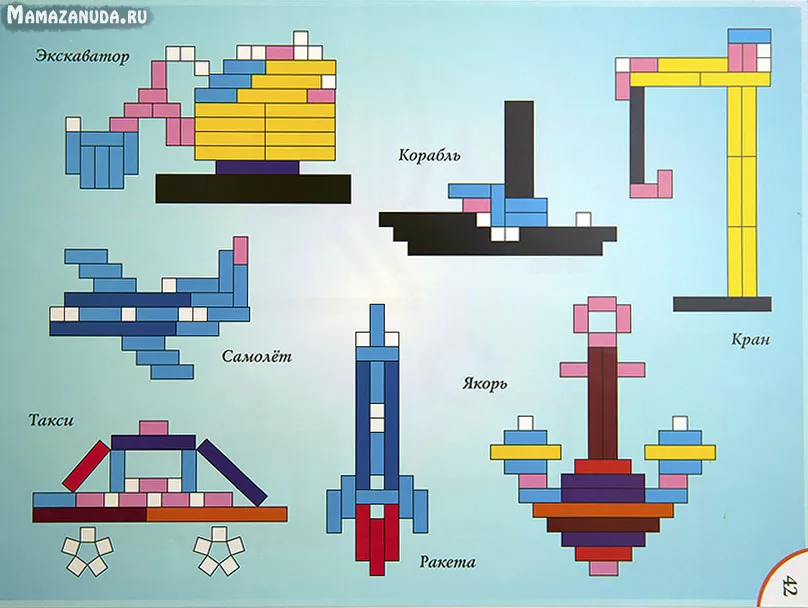 Mamazanuda.ru
Экскаватор
Корабль
Кран
Самолёт
Якорь
Такси
Ракета
42